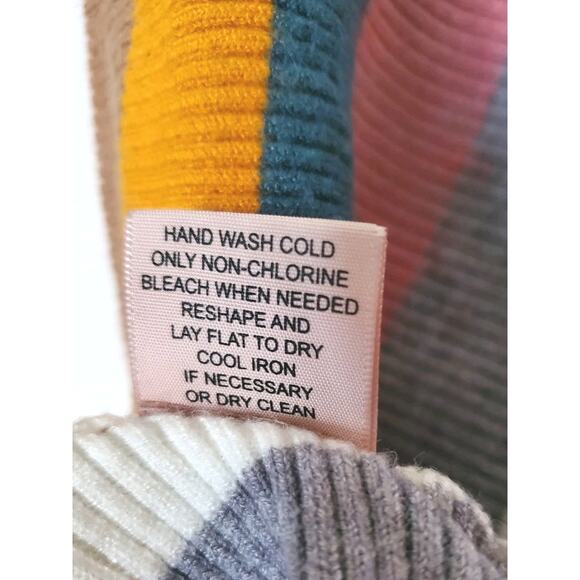 HAND WASH COLD
ONLY NON-CHLORINE
BLEACH WHEN NEEDED
RESHAPE AND
LAY FLAT TO DRY
COOL IRON
IF NECESSARY
OR DRY CLEAN